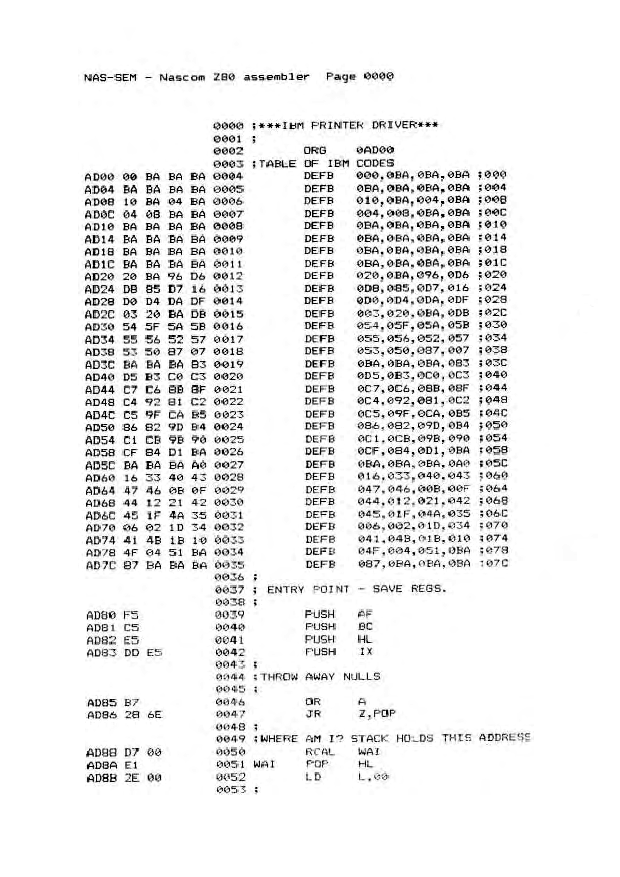 NAS-SEM - Nascom Z80 assembler Page 0000
0000 ;***IBM PRINTER DRIVER***
0001 ;
0002 ORG 0AD00
0003 ;TABLE OF IBM CODES
AD00 00 BA BA BA 0004 DEFB 000,0BA,0BA,0BA ;000
AD04 BA BA BA BA 0005 DEFB 0BA,0BA,0BA,0BA ;004
AD08 10 BA 04 BA 0006 DEFB 010,0BA,004,0BA ;008
AD0C 04 08 BA BA 0007 DEFB 004,008,0BA,0BA ;00C
AD10 BA BA BA BA 0008 DEFB 0BA,0BA,0BA,0BA ;010
AD14 BA BA BA BA 0009 DEFB 0BA,0BA,0BA,0BA ;014
AD18 BA BA BA BA 0010 DEFB 0BA,0BA,0BA,0BA ;018
AD1C BA BA BA BA 0011 DEFB 0BA,0BA,0BA,0BA ;01C
AD20 20 BA 96 D6 0012 DEFB 020,0BA,096,0D6 ;020
AD24 D8 85 D7 16 0013 DEFB 0D8,085,0D7,016 ;024
AD28 D0 D4 DA DF 0014 DEFB 0D0,0D4,0DA,0DF ;028
AD2C 03 20 BA DB 0015 DEFB 003,020,0BA,0DB ;02C
AD30 54 5F 5A 5B 0016 DEFB 054,05F,05A,05B ;030
AD34 55 56 52 57 0017 DEFB 055,056,052,057 ;034
AD38 53 50 87 07 0018 DEFB 053,050,087,007 ;038
AD3C BA BA BA 83 0019 DEFB 0BA,0BA,0BA,083 ;03C
AD40 D5 B3 C0 C3 0020 DEFB 0D5,0B3,0C0,0C3 ;040
AD44 C7 C6 8B 8F 0021 DEFB 0C7,0C6,08B,08F ;044
AD48 C4 92 81 C2 0022 DEFB 0C4,092,081,0C2 ;048
AD4C C5 9F CA B5 0023 DEFB 0C5,09F,0CA,0B5 ;04C
AD50 86 82 9D B4 0024 DEFB 086,082,09D,0B4 ;050
AD54 C1 CB 9B 90 0025 DEFB 0C1,0CB,09B,090 ;054
AD58 CF 84 D1 BA 0026 DEFB 0CF,084,0D1,0BA ;058
AD5C BA BA BA A0 0027 DEFB 0BA,0BA,0BA,0A0 ;05C
AD60 16 33 40 43 0028 DEFB 016,033,040,043 ;060
AD64 47 46 0B 0F 0029 DEFB 047,046,00B,00F ;064
AD68 44 12 21 42 0030 DEFB 044,012,021,042 ;068
AD6C 45 1F 4A 35 0031 DEFB 045,01F,04A,035 ;06C
AD70 06 02 1D 34 0032 DEFB 006,002,01D,034 ;070
AD74 41 4B 1B 10 0033 DEFB 041,04B,01B,010 ;074
AD78 4F 04 51 BA 0034 DEFB 04F,004,051,0BA ;078
AD7C 87 BA BA BA 0035 DEFB 087,0BA,0BA,0BA ;07C
0036 ;
0037 ; ENTRY POINT - SAVE REGS.
0038 ;
AD80 F5 0039 PUSH AF
AD81 C5 0040 PUSH BC
AD82 E5 0041 PUSH HL
AD83 DD E5 0042 PUSH IX
0043 ;
0044 ;THROW AWAY NULLS
0045 ;
AD85 B7 0046 OR A
AD86 28 6E 0047 JR Z,POP
0048 ;
0049 ;WHERE AM I? STACK HOLDS THIS ADDRESS
AD88 D7 00 0050 RCAL WAI
AD8A E1 0051 WAI POP HL
AD8B 2E 00 0052 LD L,00
0053 ;